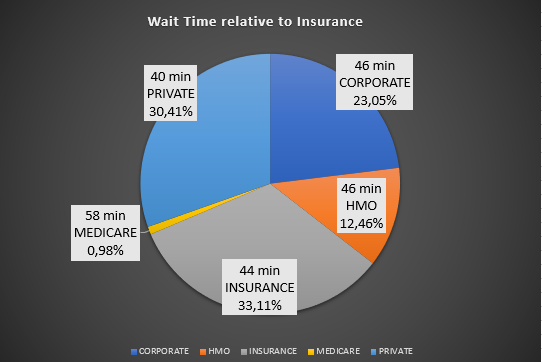 Wait Time relative to Insurance
46 min
CORPORATE
23,05%
46 min
HMO
12,46%
44 min
INSURANCE
33,11%
58 min
MEDICARE
0,98%
40 min
PRIVATE
30,41%
CORPORATE HMO INSURANCE MEDICARE PRIVATE